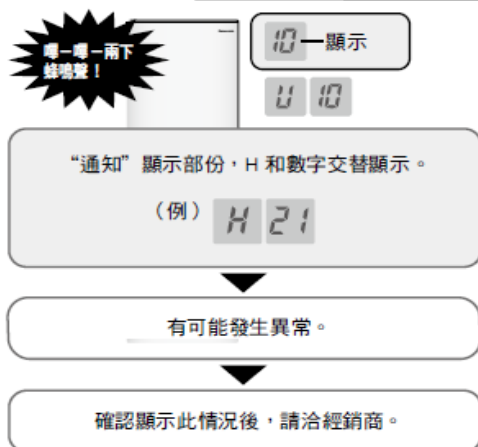 嗶－嗶－兩下
蜂鳴聲！
10 顯示
U 10
“通知”顯示部份，H 和數字交替顯示。
（例） H 21
有可能發生異常。
確認顯示此情況後，請洽經銷商。